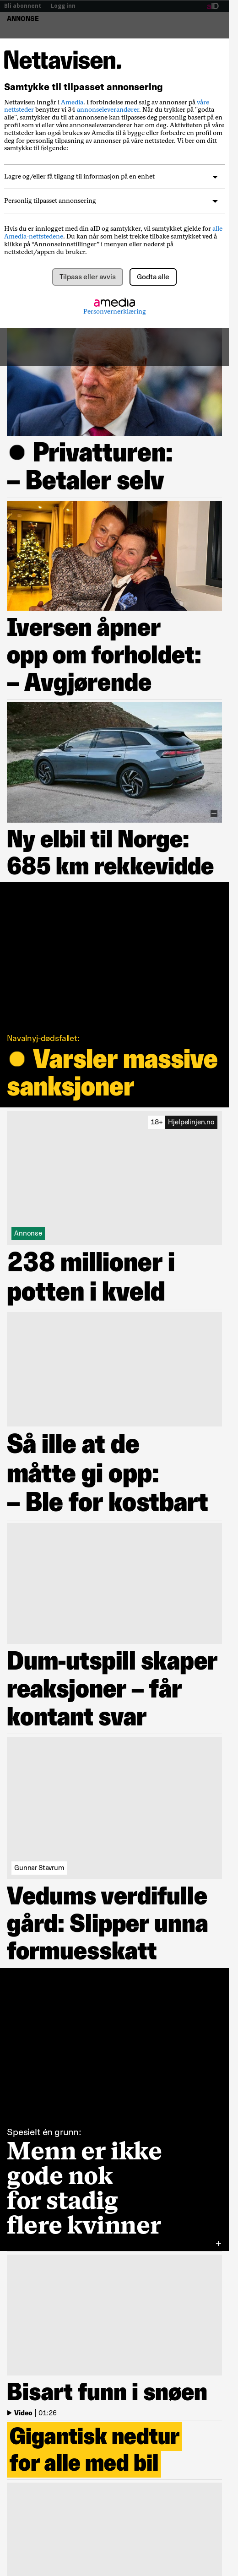 Bli abonnent | Logg inn
aID
ANNONSE
Nettavisen.
Samtykke til tilpasset annonsering
Nettavisen inngår i Amedia. I forbindelse med salg av annonser på våre
nettsteder benytter vi 34 annonseleverandører. Når du trykker på "godta
alle", samtykker du til at annonsene kan tilpasses deg personlig basert på en
profil som vi eller våre annonseleverandører bygger om deg. Din atferd på våre
nettsteder kan også brukes av Amedia til å bygge eller forbedre en profil om
deg for personlig tilpasning av annonser på våre nettsteder. Vi ber om ditt
samtykke til følgende:
Lagre og/eller få tilgang til informasjon på en enhet
Personlig tilpasset annonsering
Hvis du er innlogget med din aID og samtykker, vil samtykket gjelde for alle
Amedia-nettstedene. Du kan når som helst trekke tilbake samtykket ved å
klikke på "Annonseinnstillinger" i menyen eller nederst på
nettstedet/appen du bruker.
Tilpass eller avvis
Godta alle
amedia
Personvernerklæring
● Privatturen:
– Betaler selv
Iversen åpner
opp om forholdet:
– Avgjørende
Ny elbil til Norge:
685 km rekkevidde
Navalnyj-dødsfallet:
● Varsler massive
sanksjoner
18+ Hjelpelinjen.no
Annonse
238 millioner i
potten i kveld
Så ille at de
måtte gi opp:
– Ble for kostbart
Dum-utspill skaper
reaksjoner – får
kontant svar
Gunnar Stavrum
Vedums verdifulle
gård: Slipper unna
formuesskatt
Spesielt én grunn:
Menn er ikke
gode nok
for stadig
flere kvinner
+
Bisart funn i snøen
Video | 01:26
Gigantisk nedtur
for alle med bil